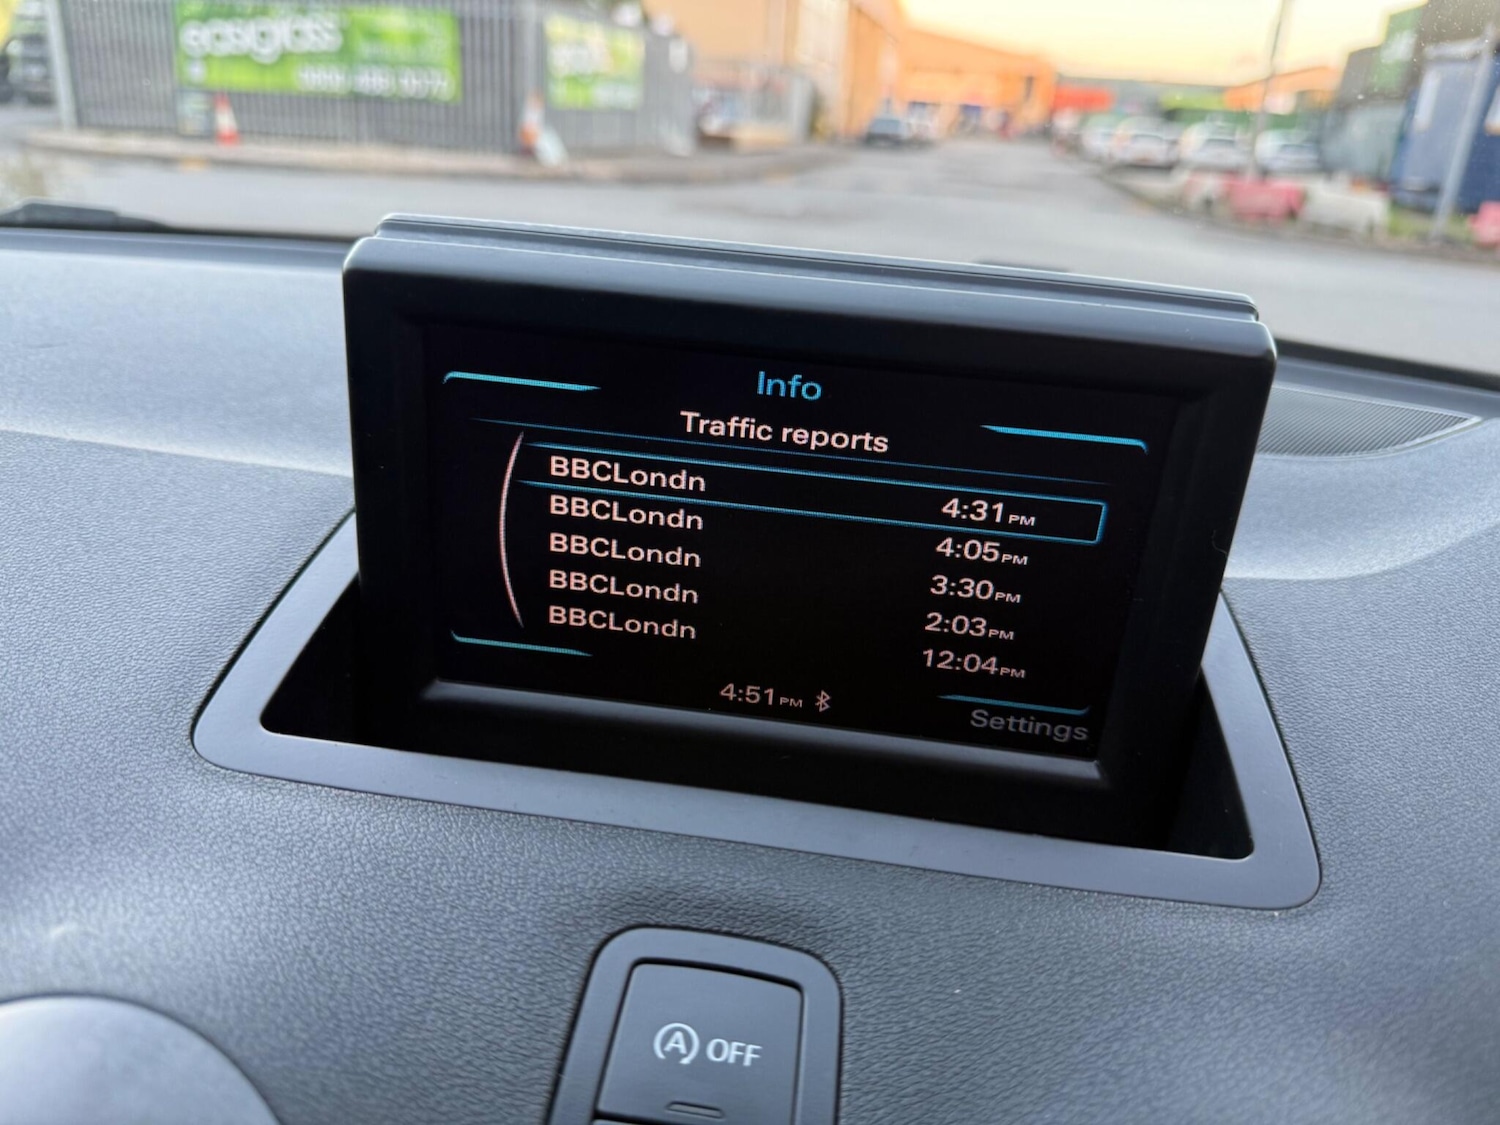 easiglass
Info
Traffic reports
BBCLondn 4:31PM
BBCLondn 4:05PM
BBCLondn 3:30PM
BBCLondn 2:03PM
BBCLondn 12:04PM
4:51PM
Settings
A OFF